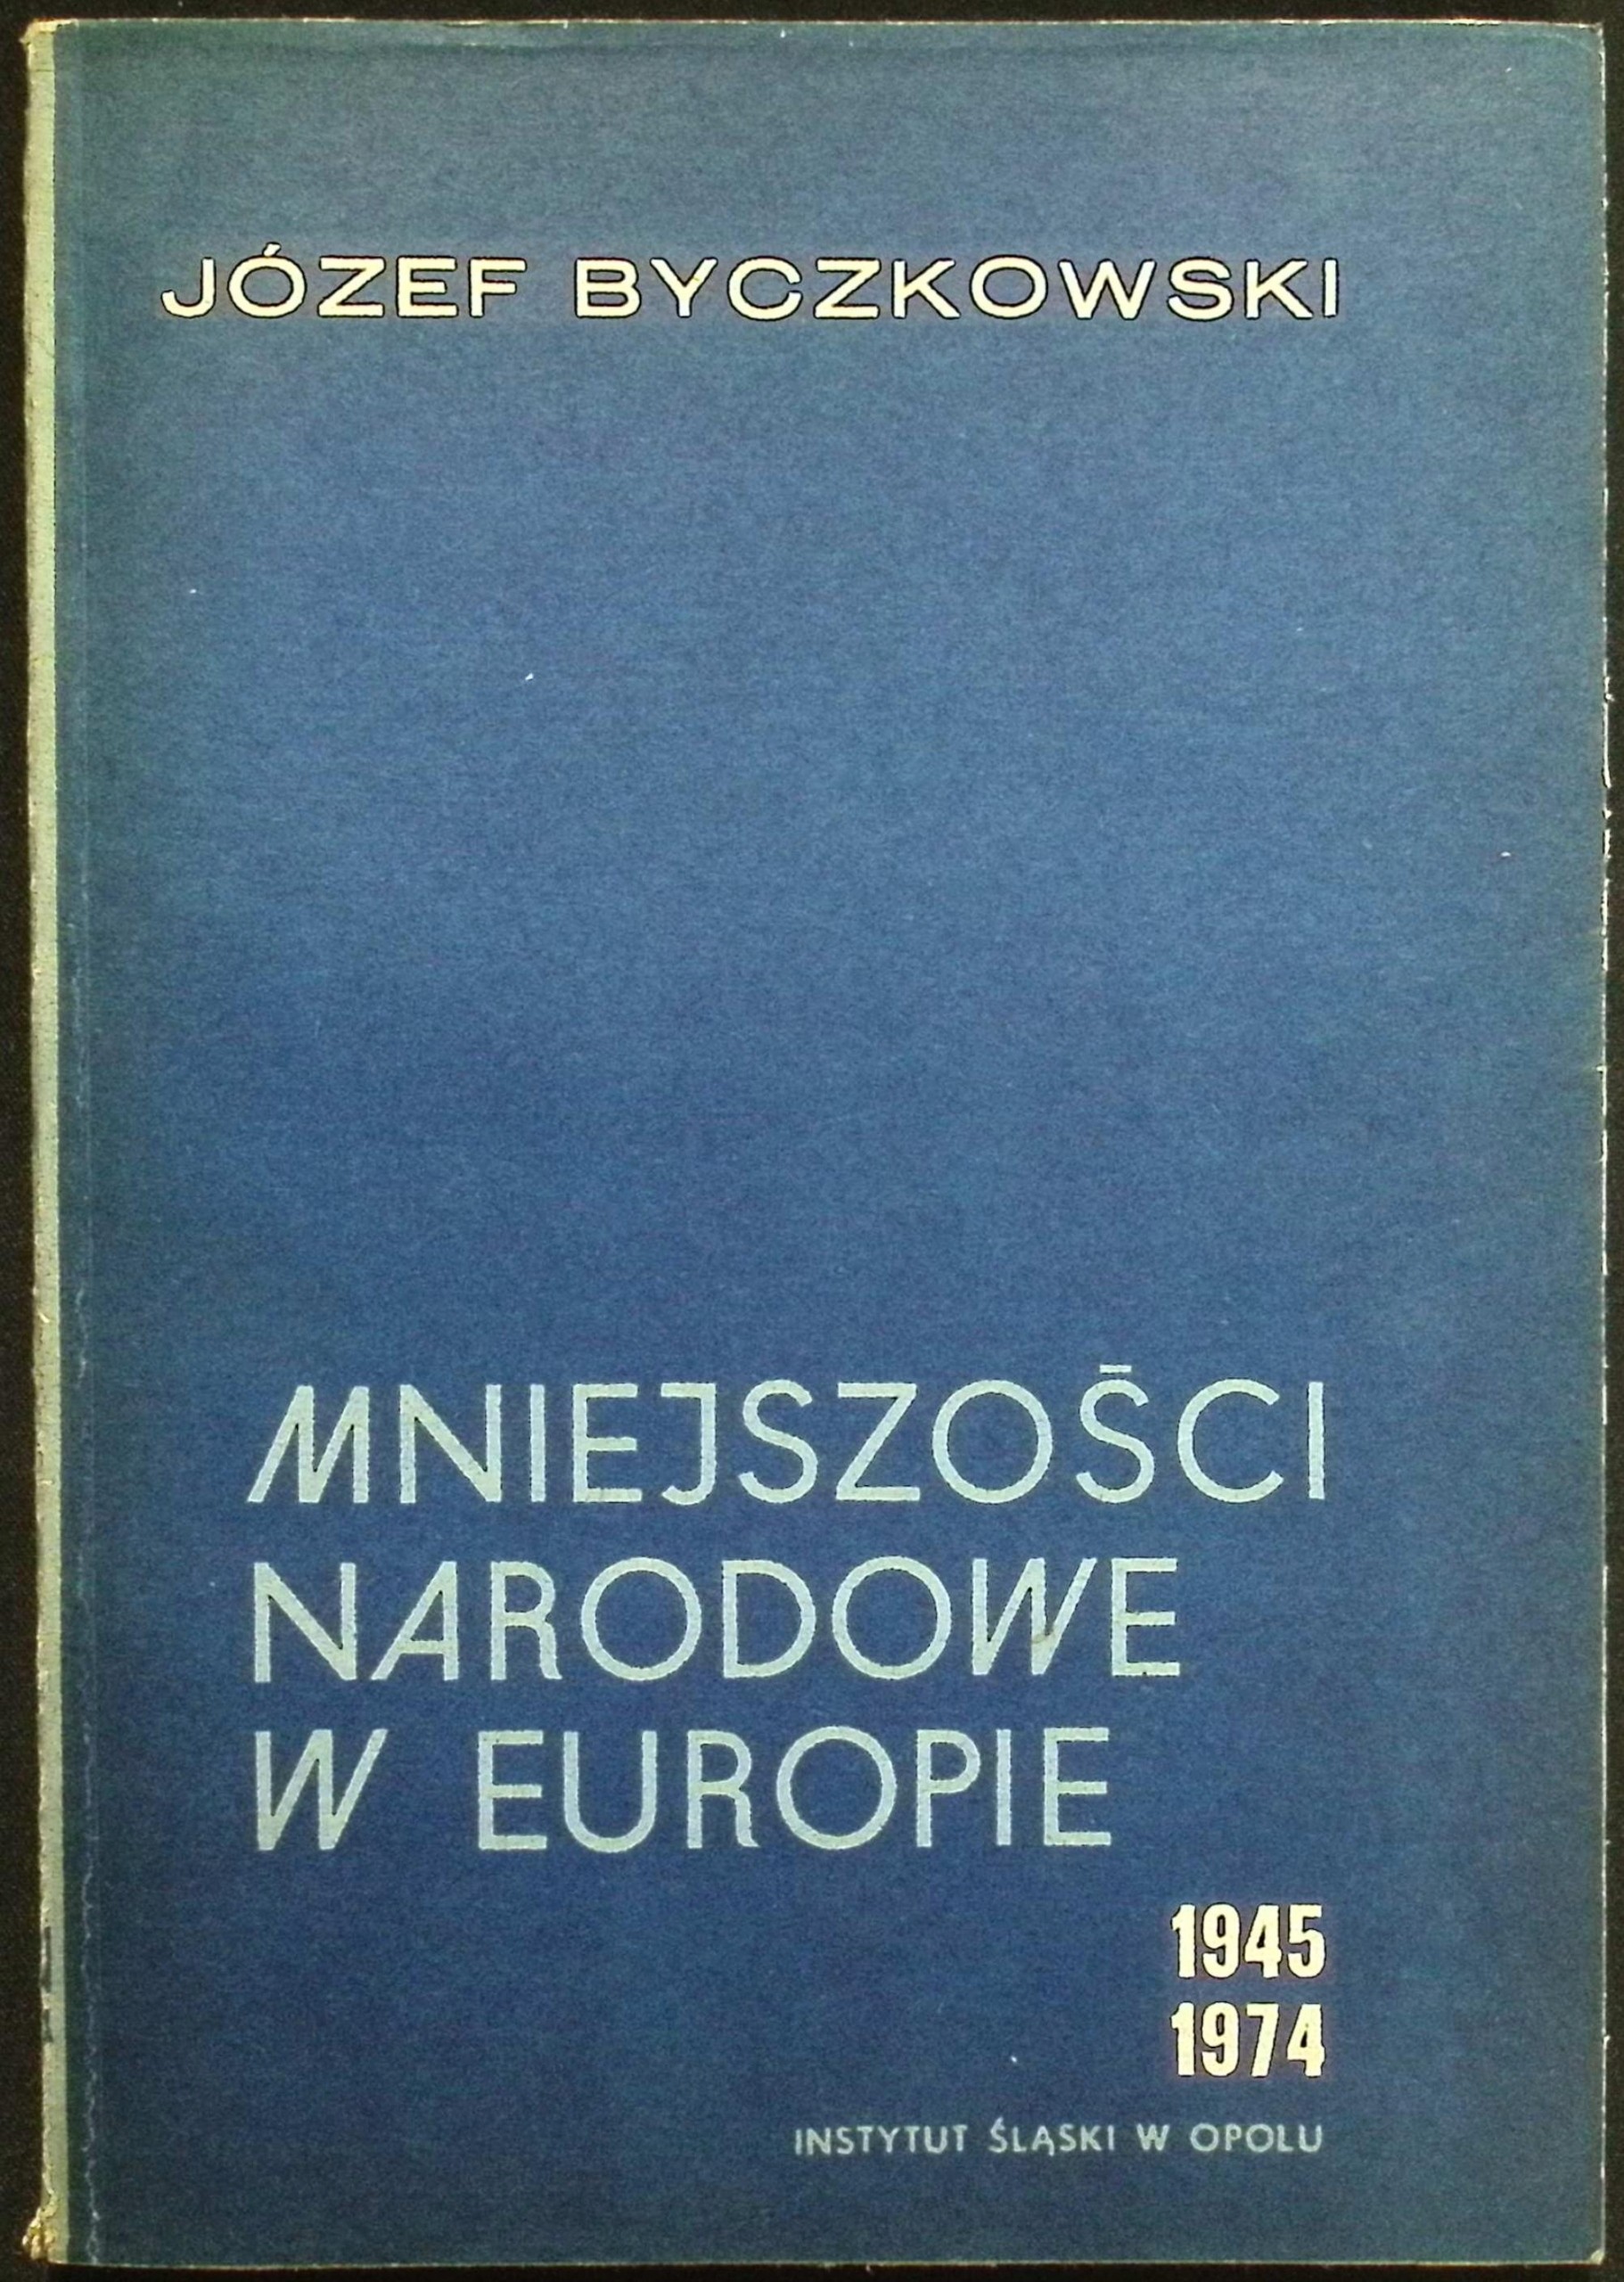 JÓZEF BYCZKOWSKI
MNIEJSZOŚCI
NARODOWE
W EUROPIE
1945
1974
INSTYTUT ŚLĄSKI W OPOLU